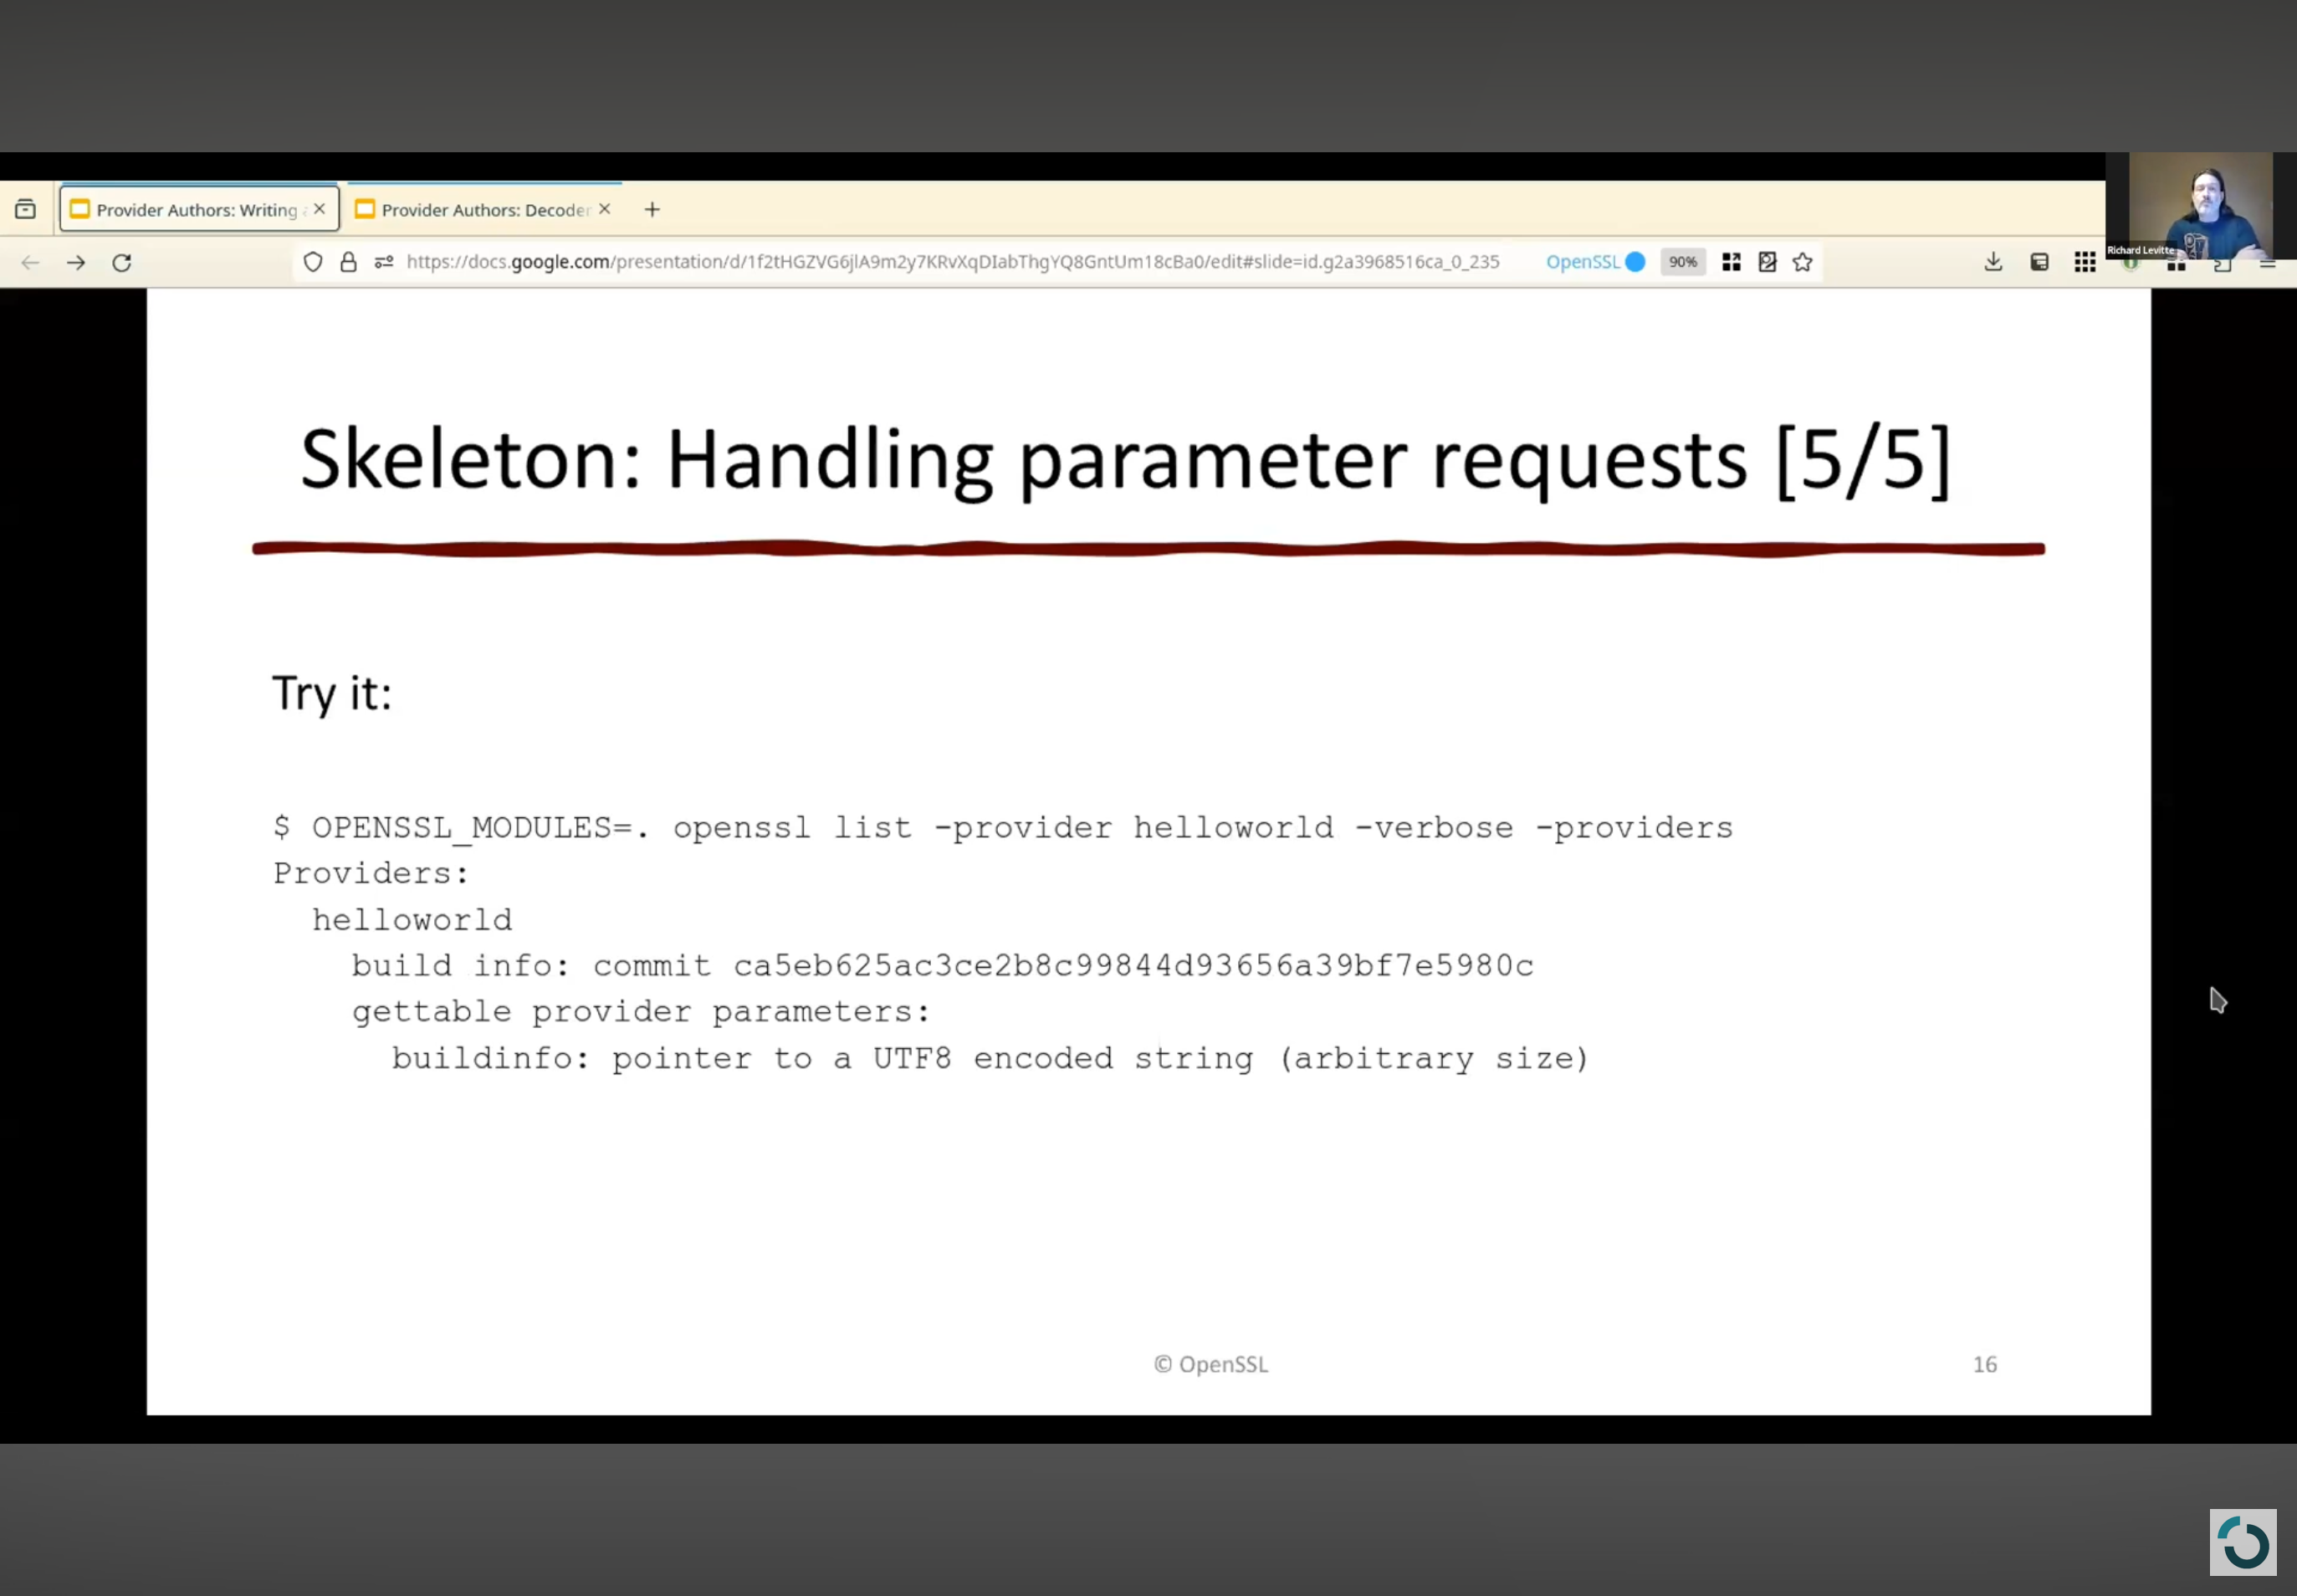 Provider Authors: Writing
Provider Authors: Decoder
https://docs.google.com/presentation/d/1f2tHGZVG6jlA9m2y7KRvXqDIabThgYQ8GntUm18cBa0/edit#slide=id.g2a3968516ca_0_235
OpenSSL
90%
Richard Levitte
Skeleton: Handling parameter requests [5/5]
Try it:
$ OPENSSL_MODULES=. openssl list -provider helloworld -verbose -providers
Providers:
helloworld
build info: commit ca5eb625ac3ce2b8c99844d93656a39bf7e5980c
gettable provider parameters:
buildinfo: pointer to a UTF8 encoded string (arbitrary size)
© OpenSSL
16